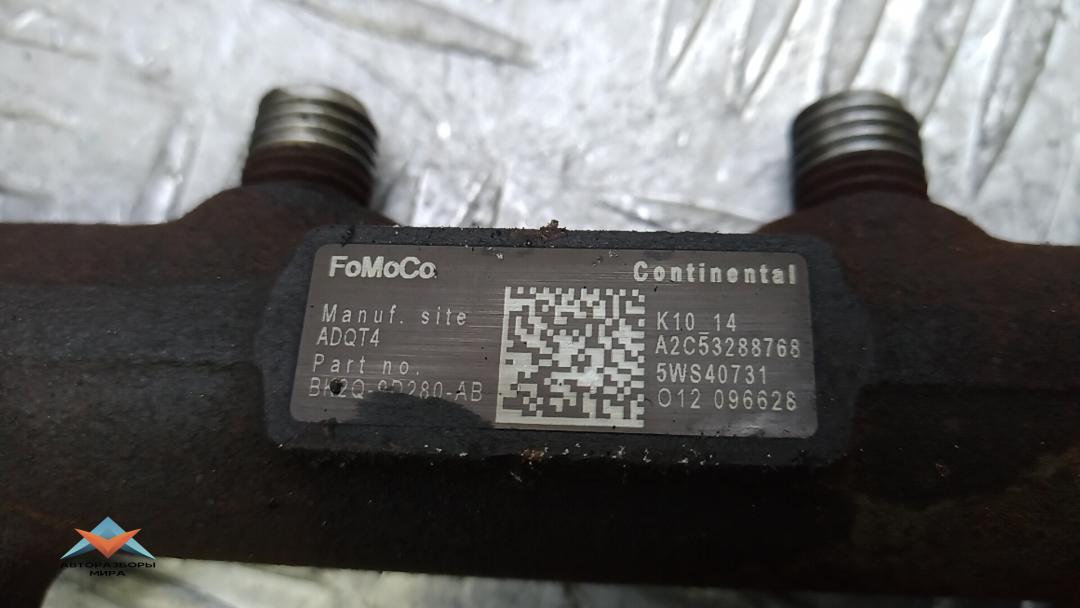 FoMoCo
Continental
Manuf. site
ADQT4
Part no.
K10_14
A2C53288768
5WS40731
O12 096628
АВТОРАЗБОРЫ
МИРА